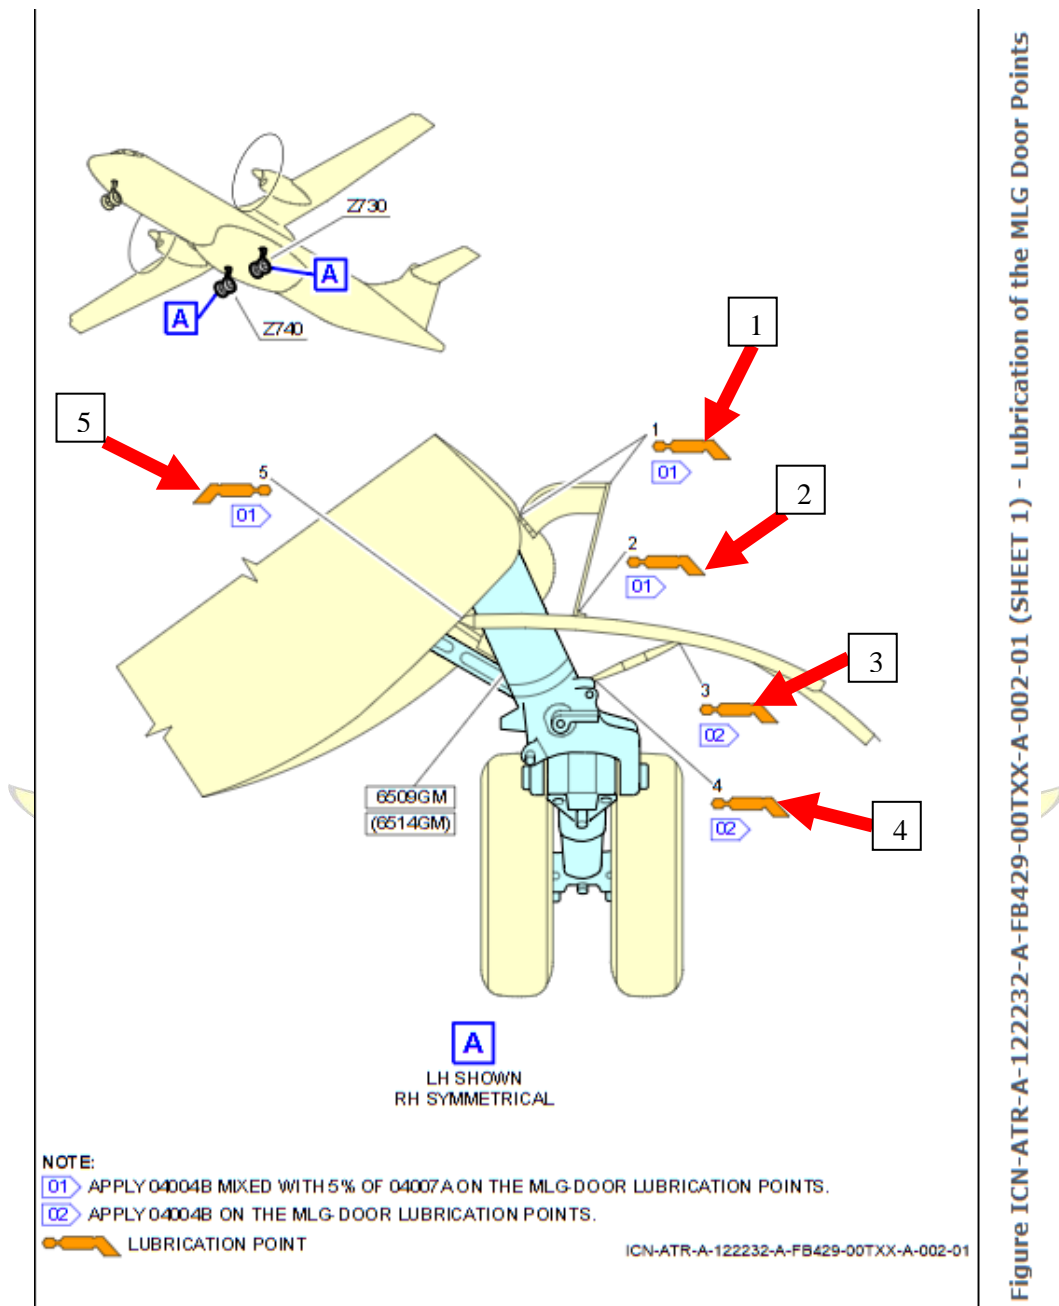 Z730
A
A
Z740
1
5
1
01
5
01
2
2
01
3
3
02
4
02
4
6509GM
(6514GM)
A
LH SHOWN
RH SYMMETRICAL
NOTE:
01 APPLY 04004B MIXED WITH 5% OF 04007A ON THE MLG-DOOR LUBRICATION POINTS.
02 APPLY 04004B ON THE MLG-DOOR LUBRICATION POINTS.
LUBRICATION POINT
ICN-ATR-A-122232-A-FB429-00TXX-A-002-01
Figure ICN-ATR-A-122232-A-FB429-00TXX-A-002-01 (SHEET 1) - Lubrication of the MLG Door Points